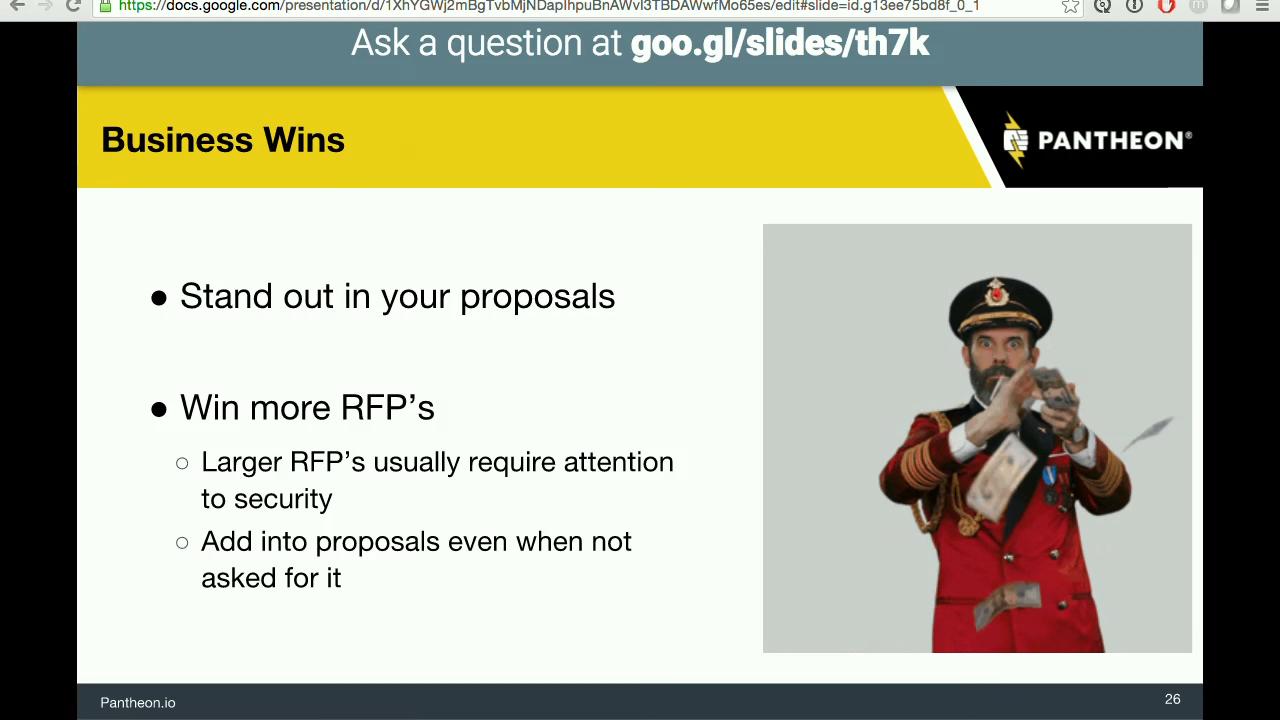 https://docs.google.com/presentation/d/1XhYGWj2mBgTvbMjNDapIhpuBnAWvl3TBDAWwfMo65es/edit#slide=id.g13ee75bd8f_0_1
Ask a question at goo.gl/slides/th7k
Business Wins
PANTHEON®
● Stand out in your proposals
● Win more RFP’s
○ Larger RFP’s usually require attention
to security
○ Add into proposals even when not
asked for it
Pantheon.io
26